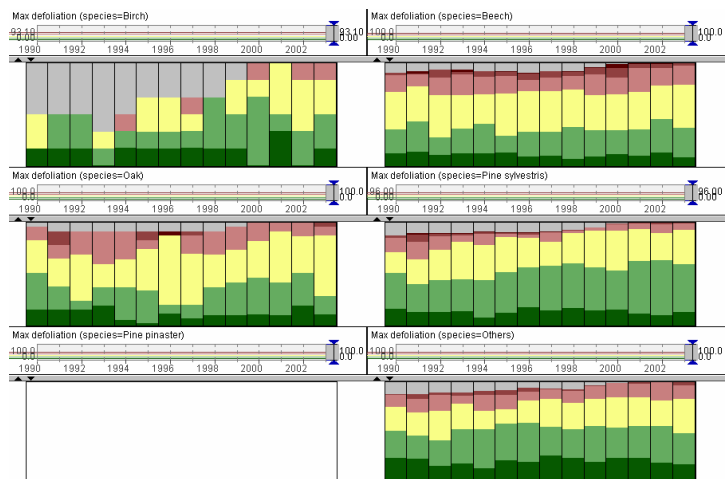 Max defoliation (species=Birch)
93.10 0.00 93.10 0.0
1990 1992 1994 1996 1998 2000 2002
Max defoliation (species=Beech)
100.0 0.0 100.0 0.0
1990 1992 1994 1996 1998 2000 2002
Max defoliation (species=Oak)
100.0 0.0 100.0 0.0
1990 1992 1994 1996 1998 2000 2002
Max defoliation (species=Pine sylvestris)
96.00 0.00 96.00 0.00
1990 1992 1994 1996 1998 2000 2002
Max defoliation (species=Pine pinaster)
100.0 0.0 100.0 0.0
1990 1992 1994 1996 1998 2000 2002
Max defoliation (species=Others)
100.0 0.0 100.0 0.0
1990 1992 1994 1996 1998 2000 2002